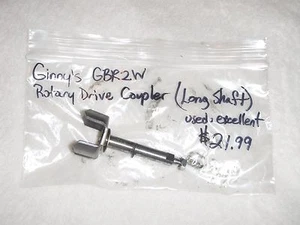 Ginny's GBR2W
Rotary Drive Coupler (Long Shaft)
used, excellent
$21.99